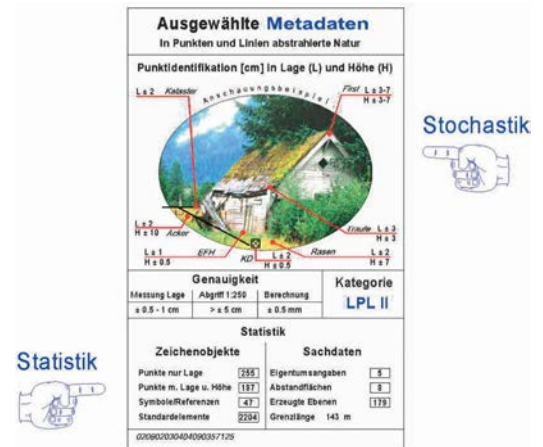 Ausgewählte Metadaten
In Punkten und Linien abstrahierte Natur
Punktidentifikation [cm] in Lage (L) und Höhe (H)
Anschauungsbeispiel
L ± 2 Kataster
First L ± 3-7
H ± 3-7
Stochastik
L ± 2
H ± 10 Acker
Traufe L ± 3
H ± 3
L ± 1
H ± 0.5
EFH
KD
L ± 2
H ± 0.5
Rasen
L ± 2
H ± 7
Genauigkeit
Kategorie
Messung Lage Abgriff 1:250 Berechnung
LPL II
± 0.5 - 1 cm > ± 5 cm ± 0.5 mm
Statistik
Statistik
Zeichenobjekte
Sachdaten
Punkte nur Lage 255
Eigentumsangaben 5
Punkte m. Lage u. Höhe 187
Abstandflächen 8
Symbole/Referenzen 47
Erzeugte Ebenen 179
Standardelemente 2204
Grenzlänge 143 m